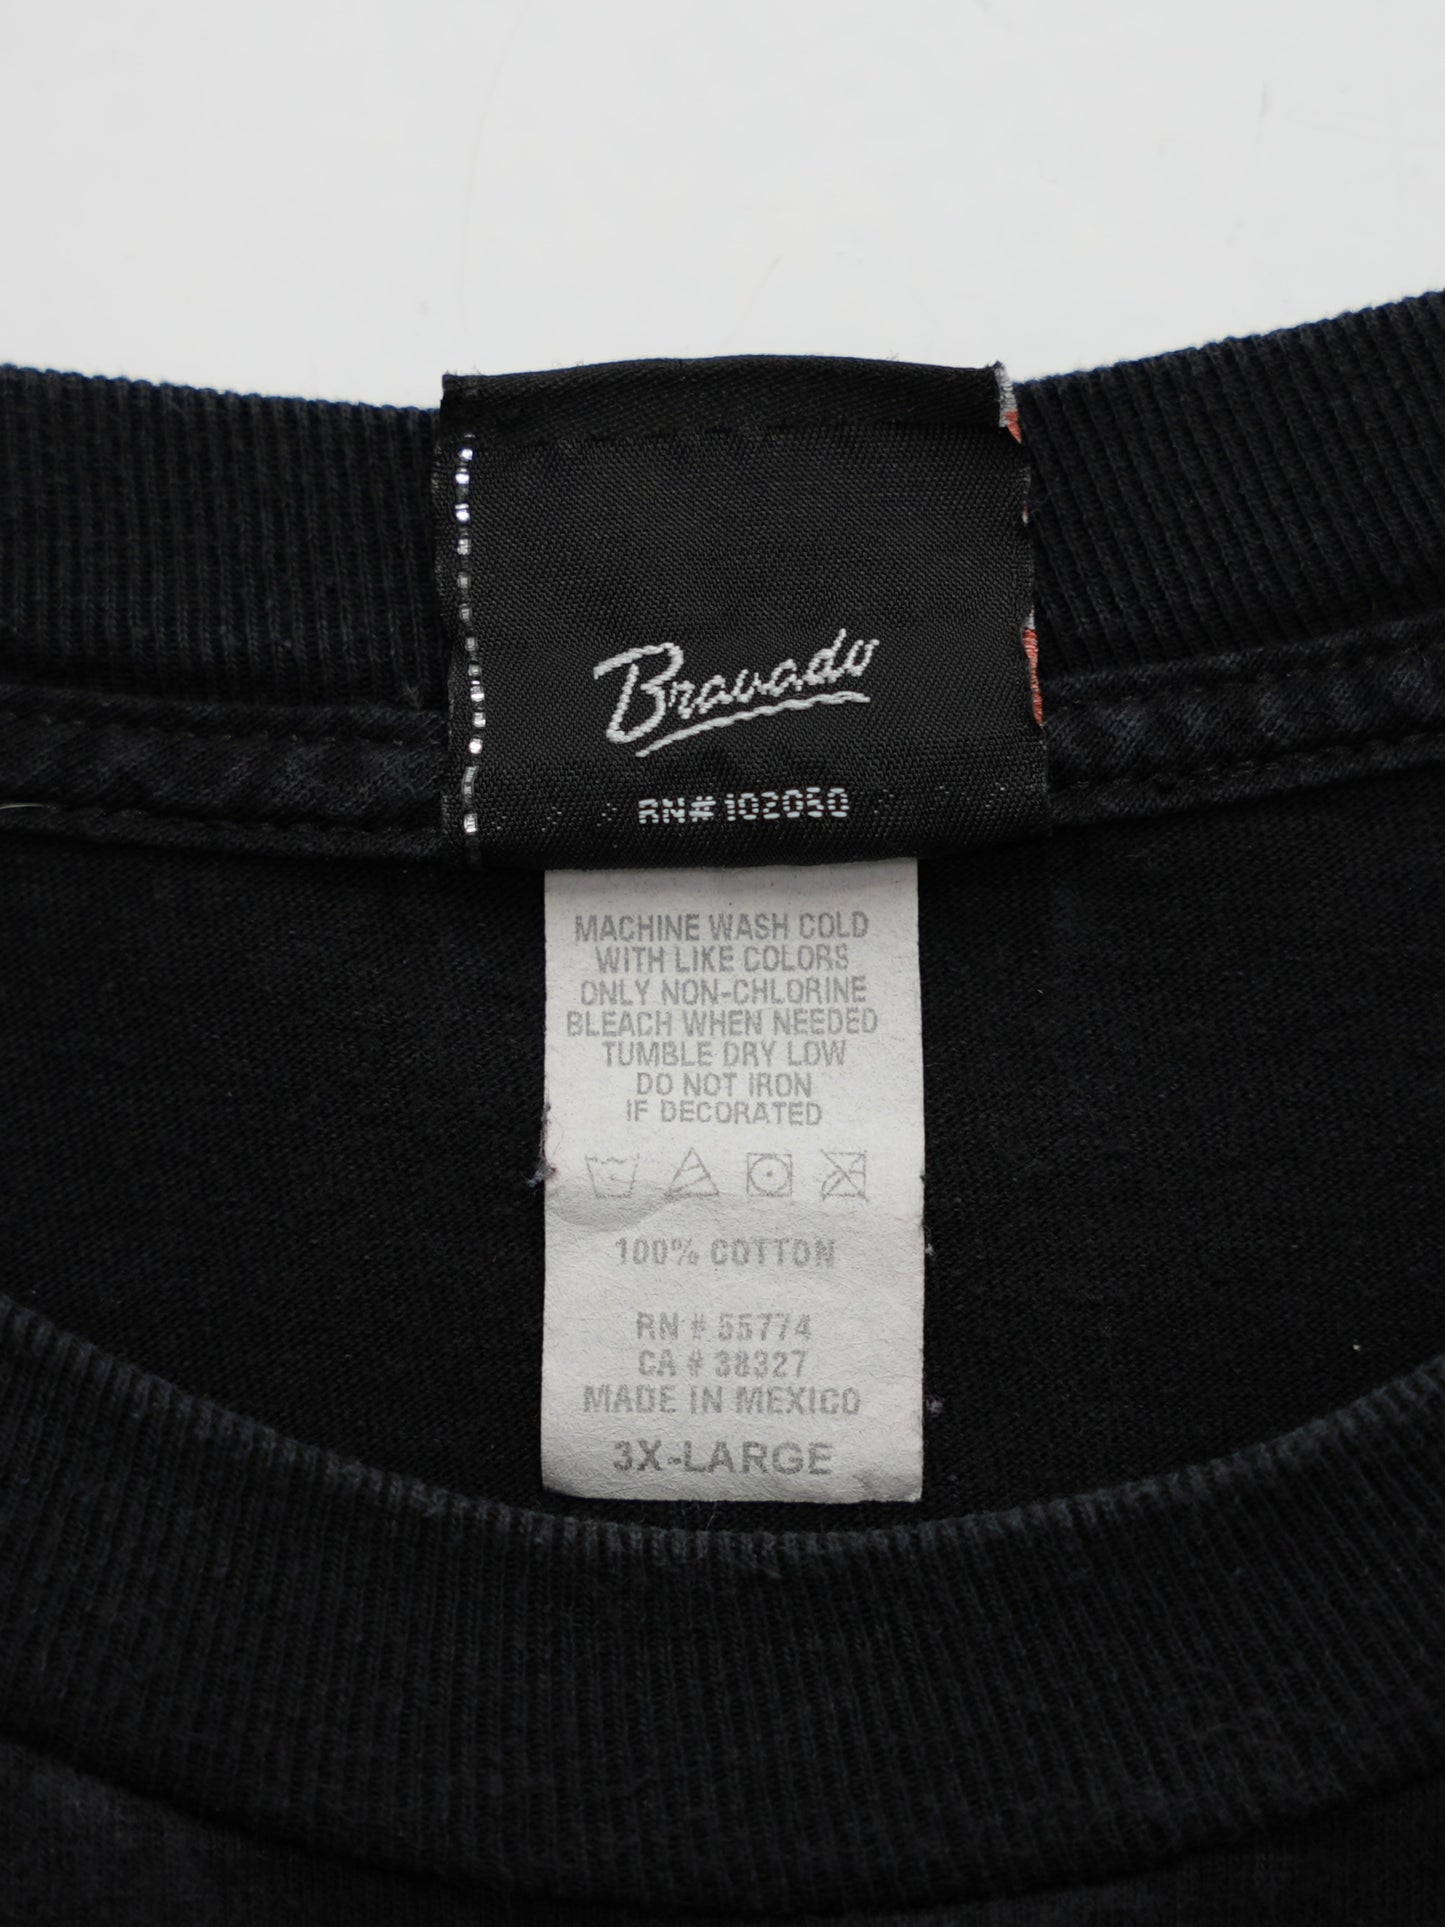 Bravado
RN#102050
MACHINE WASH COLD
WITH LIKE COLORS
ONLY NON-CHLORINE
BLEACH WHEN NEEDED
TUMBLE DRY LOW
DO NOT IRON
IF DECORATED
100% COTTON
RN # 55774
CA # 38327
MADE IN MEXICO
3X-LARGE